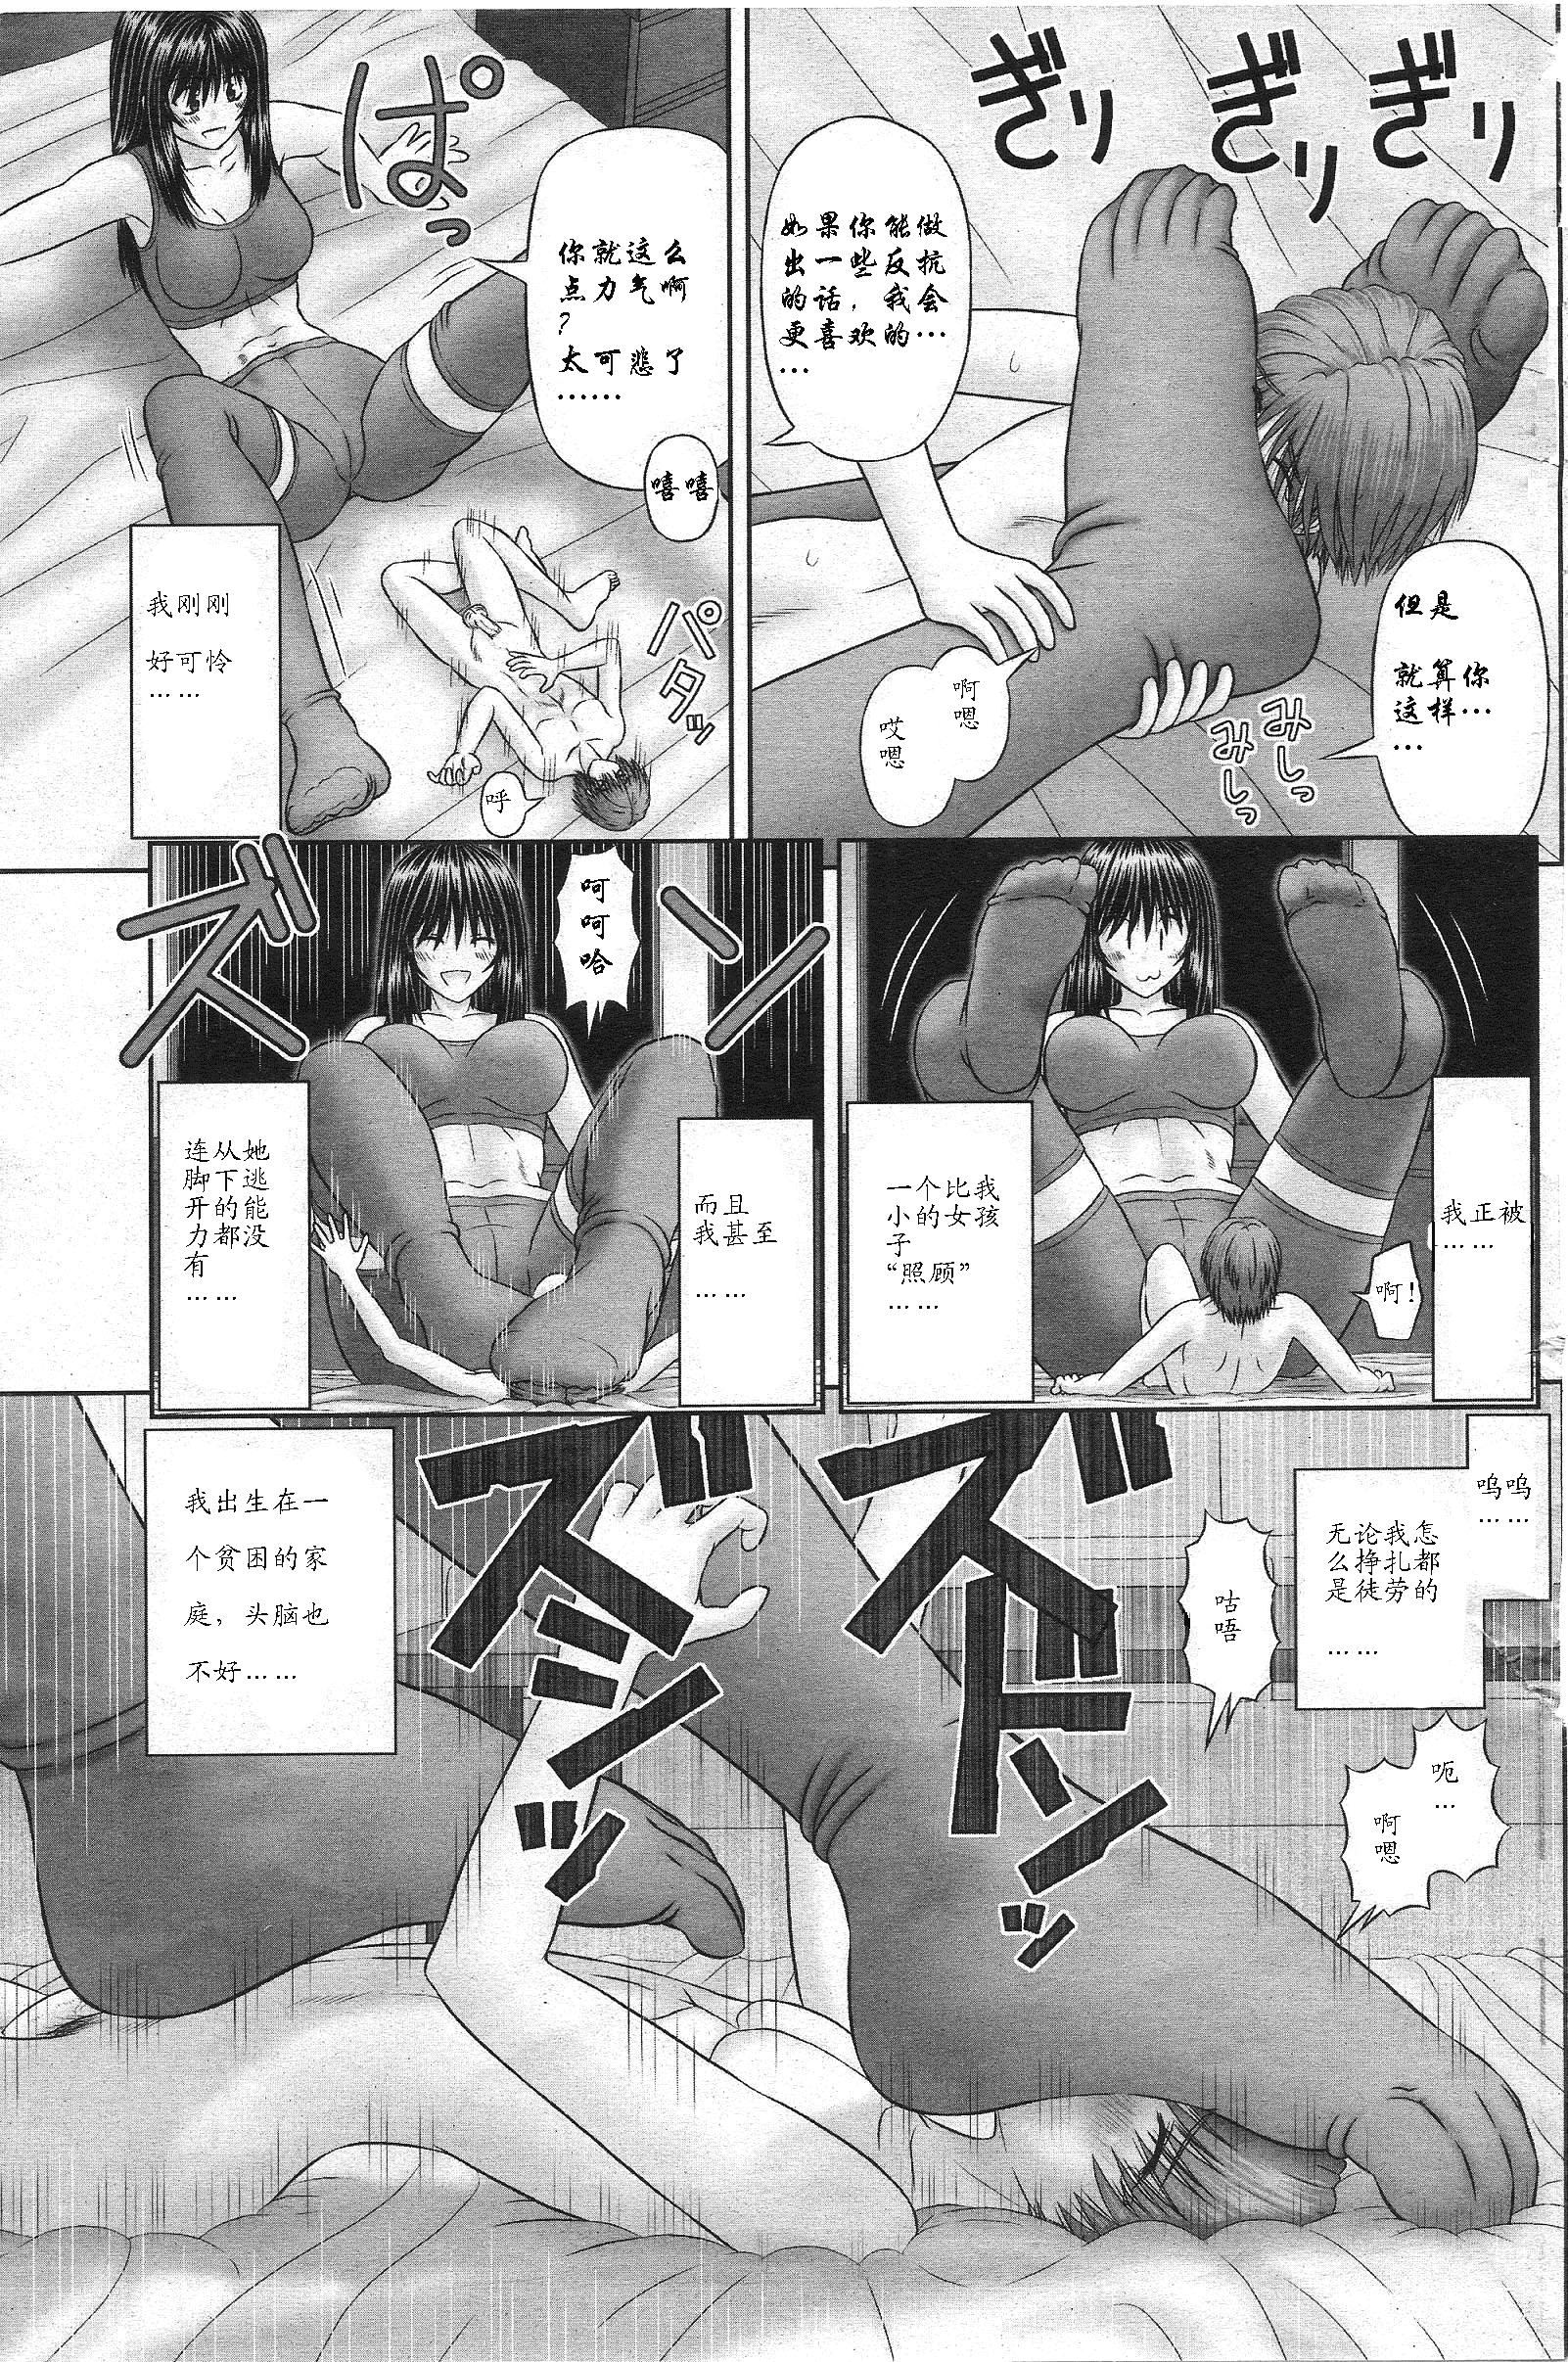 ぎりぎりぎり
如果你能做
出一些反抗
的话，我会
更喜欢的…
…
但是
就算你
这样…
…
啊嗯
哎嗯
みしっ
みしっ
ぱっ
你就这么
点力气啊
？
太可悲了
……
嘻嘻
我刚刚
好可怜
……
呼
パタッ
我正被
……
啊！
一个比我
小的女孩
子
“照顾”
……
ズン
呵呵哈
而且
我甚至
……
连从她
脚下逃
开的能
力都没
有
……
呜呜
……
无论我怎
么挣扎都
是徒劳的
……
咕唔
呃…
啊嗯
ズドンッ
ズシンッ
我出生在一
个贫困的家
庭，头脑也
不好……